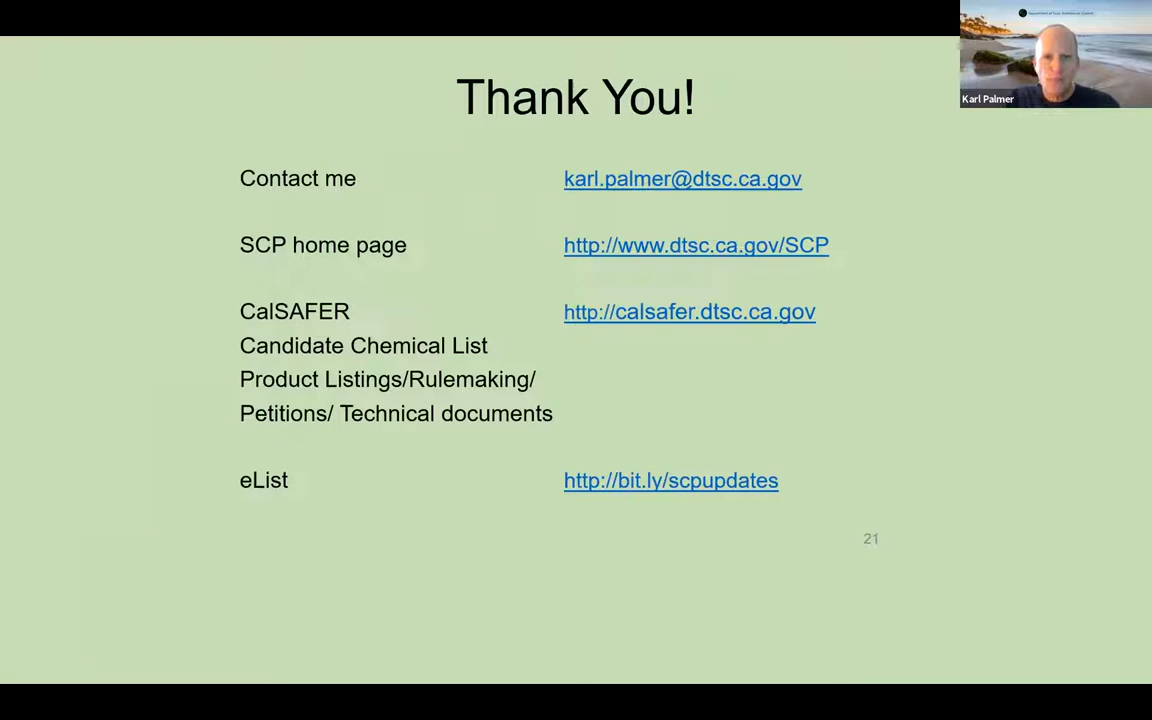 Thank You!
Karl Palmer
Contact me karl.palmer@dtsc.ca.gov
SCP home page http://www.dtsc.ca.gov/SCP
CalSAFER http://calsafer.dtsc.ca.gov
Candidate Chemical List
Product Listings/Rulemaking/
Petitions/ Technical documents
eList http://bit.ly/scpupdates
21